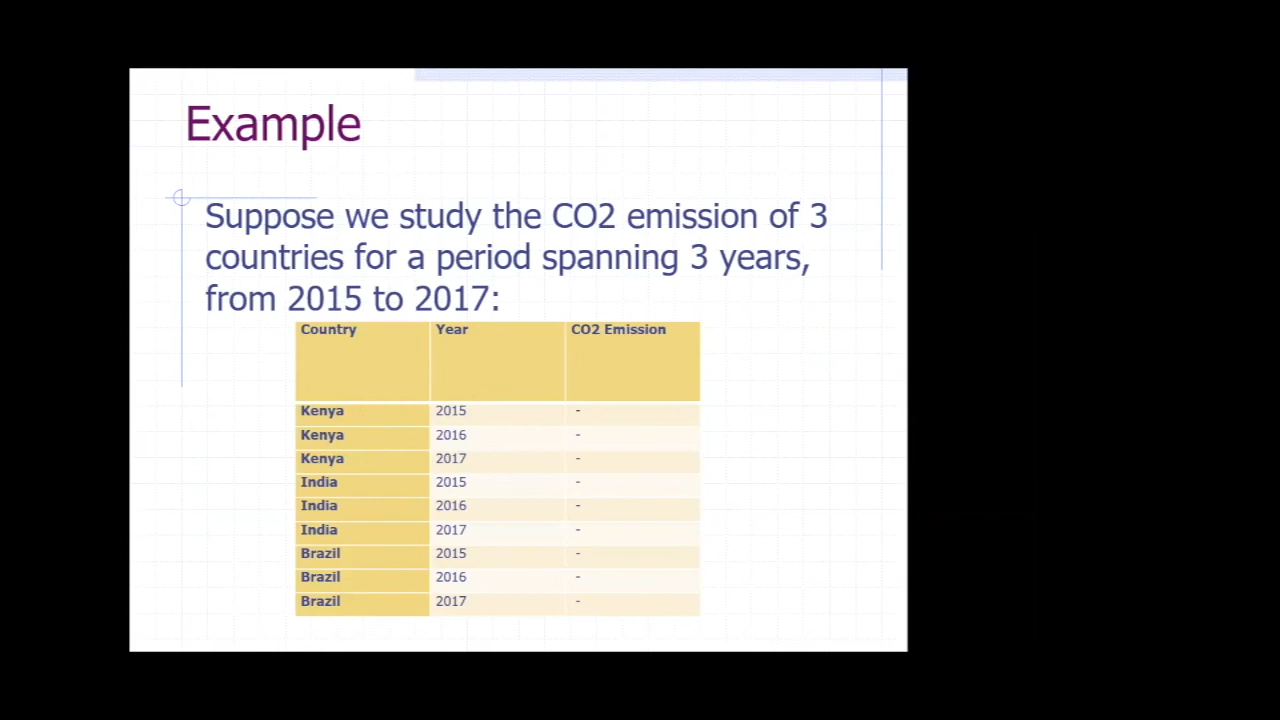 Example
Suppose we study the CO2 emission of 3
countries for a period spanning 3 years,
from 2015 to 2017:
Country Year CO2 Emission
Kenya 2015 -
Kenya 2016 -
Kenya 2017 -
India 2015 -
India 2016 -
India 2017 -
Brazil 2015 -
Brazil 2016 -
Brazil 2017 -